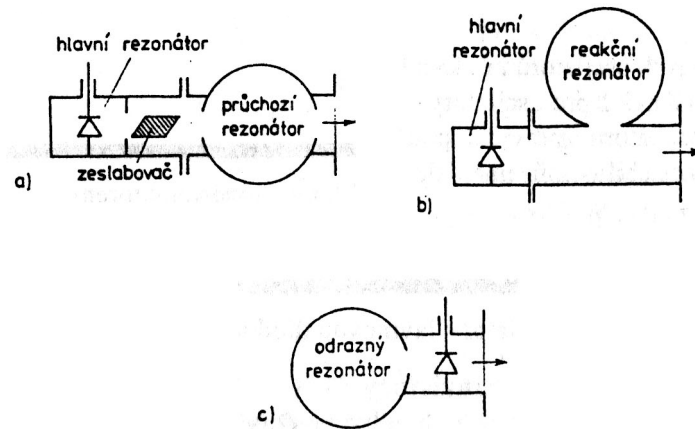 hlavní rezonátor
průchozí
rezonátor
zeslabovač
a)
hlavní
rezonátor
reakční
rezonátor
b)
odrazný
rezonátor
c)